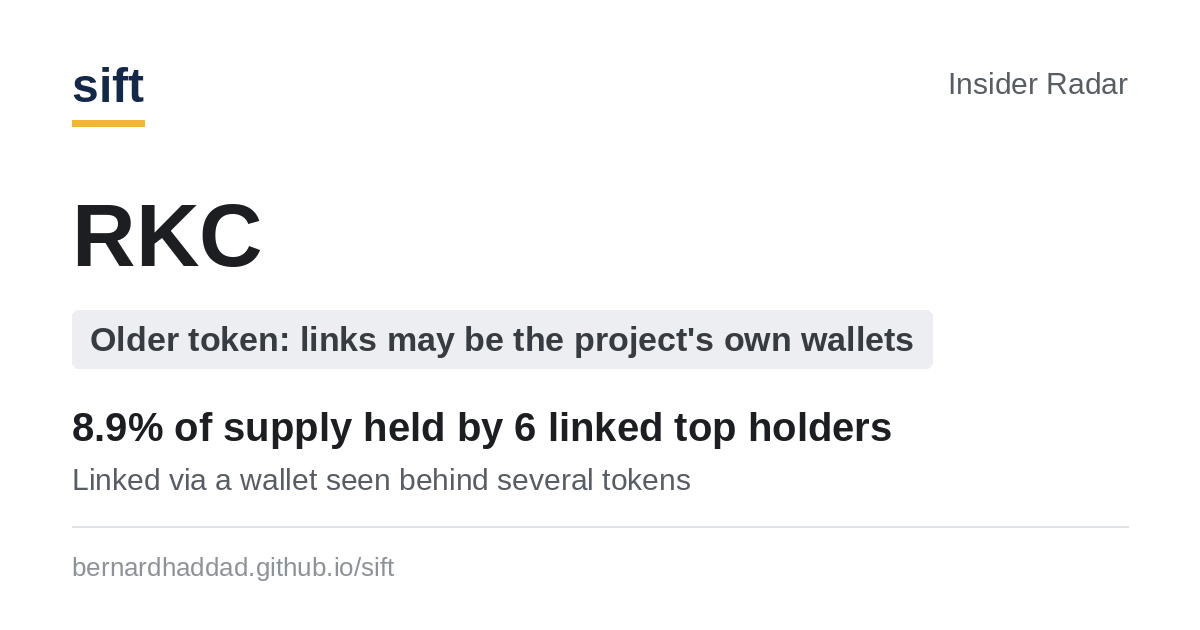 sift
Insider Radar
RKC
Older token: links may be the project's own wallets
8.9% of supply held by 6 linked top holders
Linked via a wallet seen behind several tokens
bernardhaddad.github.io/sift